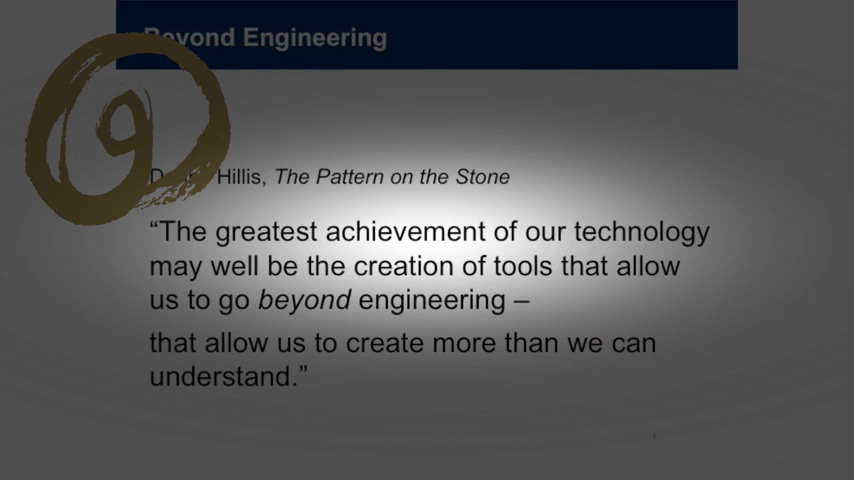 Beyond Engineering
Hillis, The Pattern on the Stone
“The greatest achievement of our technology
may well be the creation of tools that allow
us to go beyond engineering –
that allow us to create more than we can
understand.”